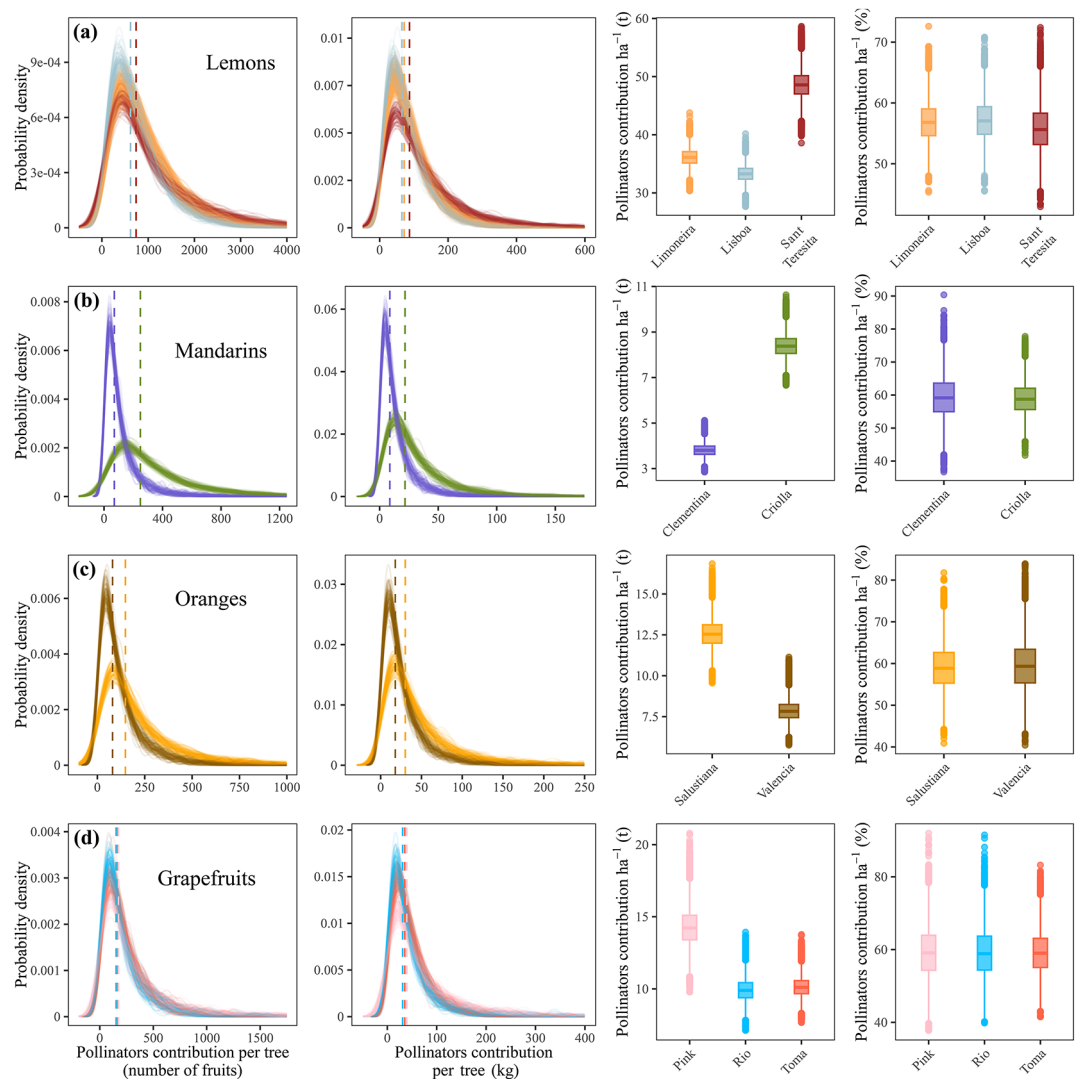 (a)
Lemons
Probability density
9e-04
6e-04
3e-04
0
0
1000
2000
3000
4000
0.01
0.007
0.005
0.002
0
0
200
400
600
Pollinators contribution ha⁻¹ (t)
60
50
40
30
Limoneira
Lisboa
Sant
Teresita
Pollinators contribution ha⁻¹ (%)
70
60
50
Limoneira
Lisboa
Sant
Teresita
(b)
Mandarins
Probability density
0.008
0.006
0.004
0.002
0
0
400
800
1200
0.06
0.04
0.02
0
0
50
100
150
Pollinators contribution ha⁻¹ (t)
11
9
7
5
3
Clementina
Criolla
Pollinators contribution ha⁻¹ (%)
90
80
70
60
50
40
Clementina
Criolla
(c)
Oranges
Probability density
0.006
0.004
0.002
0
0
250
500
750
1000
0.03
0.02
0.01
0
0
50
100
150
200
250
Pollinators contribution ha⁻¹ (t)
15.0
12.5
10.0
7.5
Salustiana
Valencia
Pollinators contribution ha⁻¹ (%)
80
70
60
50
40
Salustiana
Valencia
(d)
Grapefruits
Probability density
0.004
0.003
0.002
0.001
0
0
500
1000
1500
Pollinators contribution per tree
(number of fruits)
0.02
0.015
0.01
0.005
0
0
100
200
300
400
Pollinators contribution
per tree (kg)
Pollinators contribution ha⁻¹ (t)
20
15
10
Pink
Rio
Toma
Pollinators contribution ha⁻¹ (%)
80
60
40
Pink
Rio
Toma